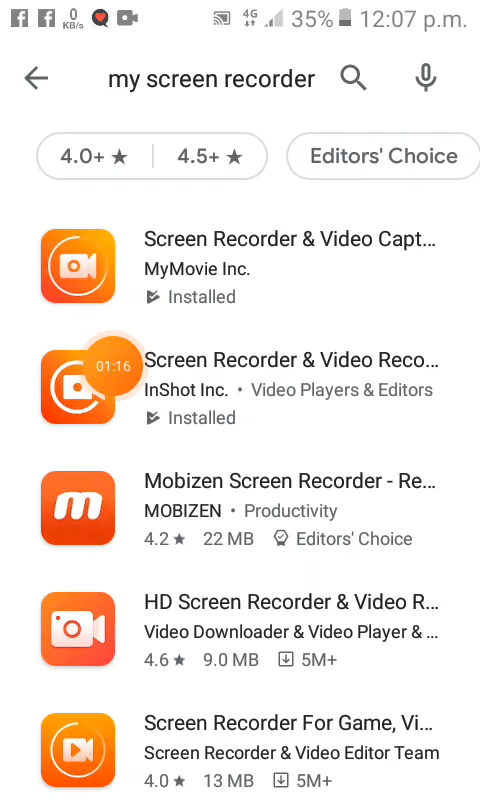 0
KB/s
4G
35%
12:07 p.m.
my screen recorder
4.0+ ★
4.5+ ★
Editors' Choice
Screen Recorder & Video Capt...
MyMovie Inc.
Installed
01:16
Screen Recorder & Video Reco...
InShot Inc. • Video Players & Editors
Installed
m
Mobizen Screen Recorder - Re...
MOBIZEN • Productivity
4.2 ★ 22 MB Editors' Choice
HD Screen Recorder & Video R...
Video Downloader & Video Player & ...
4.6 ★ 9.0 MB 5M+
Screen Recorder For Game, Vi...
Screen Recorder & Video Editor Team
4.0 ★ 13 MB 5M+